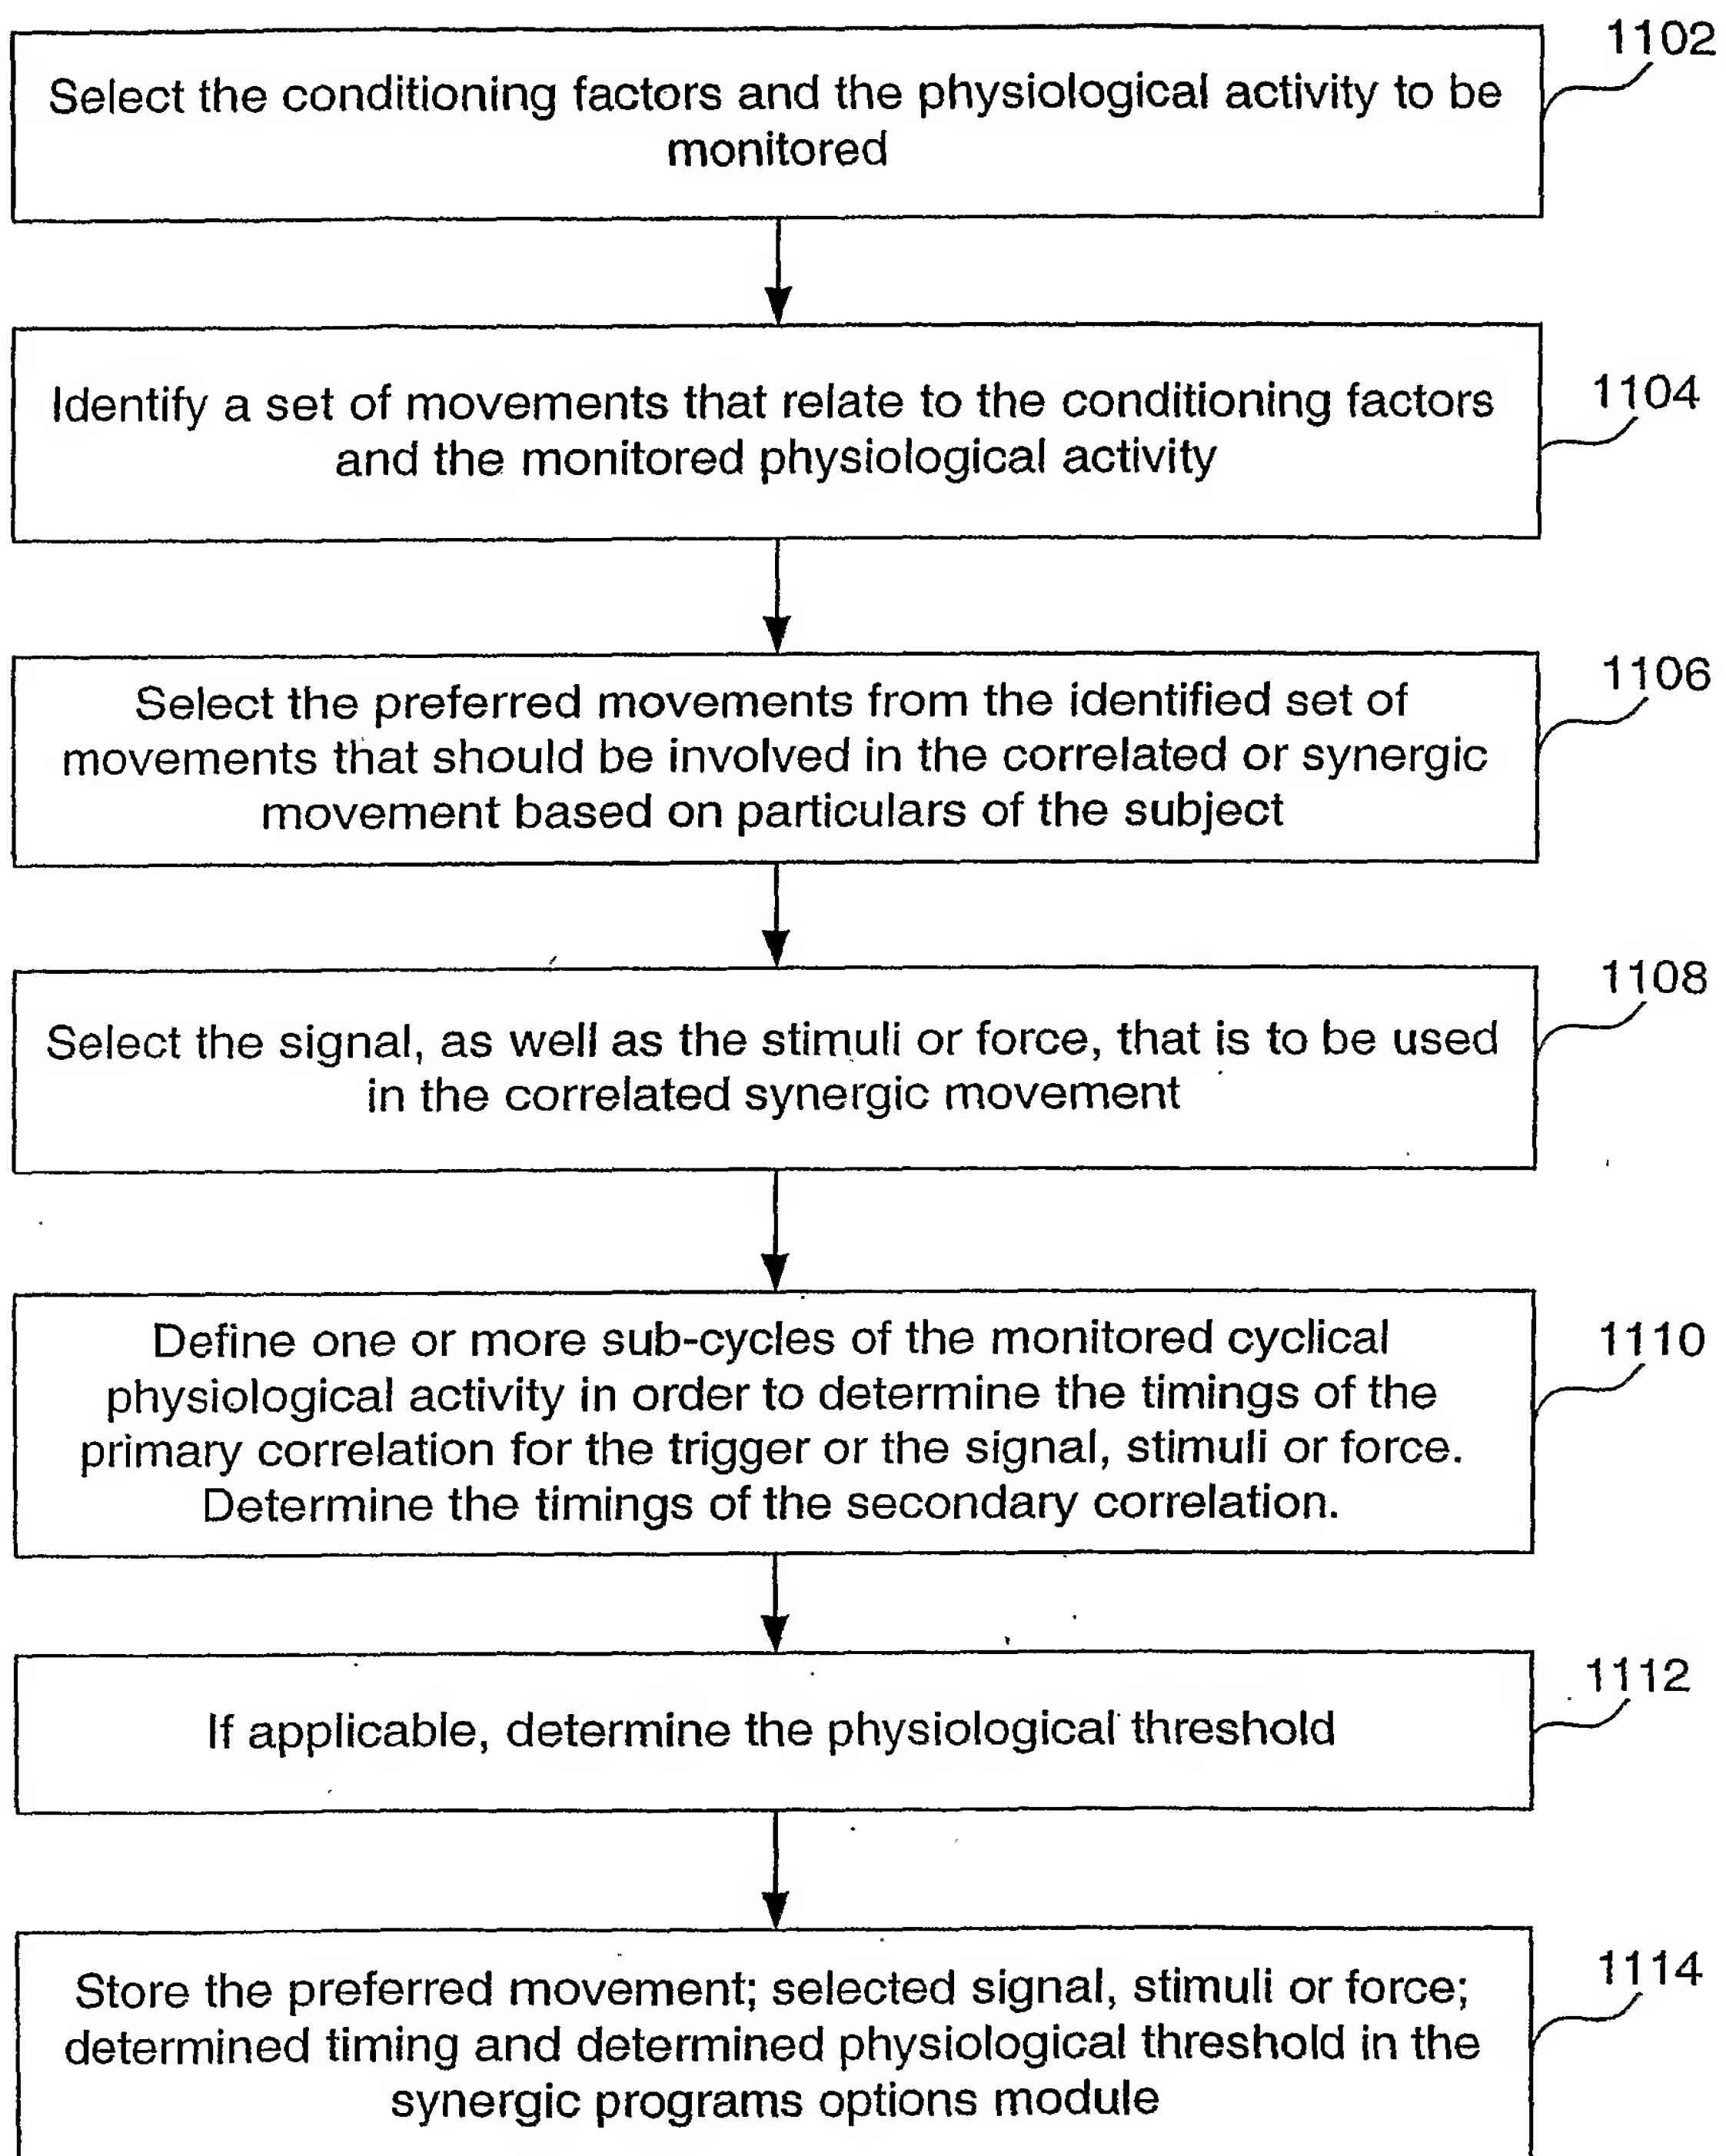 1102
Select the conditioning factors and the physiological activity to be
monitored
1104
Identify a set of movements that relate to the conditioning factors
and the monitored physiological activity
1106
Select the preferred movements from the identified set of
movements that should be involved in the correlated or synergic
movement based on particulars of the subject
1108
Select the signal, as well as the stimuli or force, that is to be used
in the correlated synergic movement
1110
Define one or more sub-cycles of the monitored cyclical
physiological activity in order to determine the timings of the
primary correlation for the trigger or the signal, stimuli or force.
Determine the timings of the secondary correlation.
1112
If applicable, determine the physiological threshold
1114
Store the preferred movement; selected signal, stimuli or force;
determined timing and determined physiological threshold in the
synergic programs options module